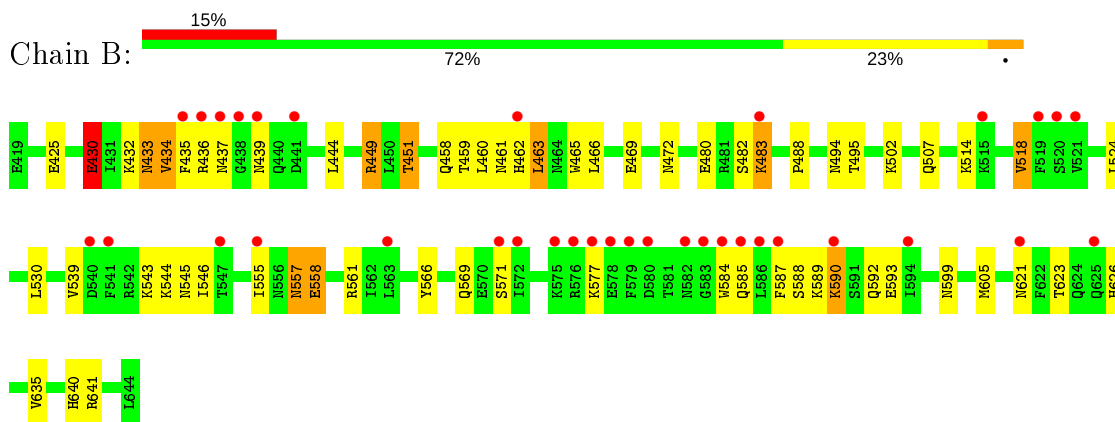 15%
Chain B:
72% 23% •
E419 E425 E430 I431 K432 N433 V434 F435 R436 N437 G438 N439 Q440 D441 L444 R449 L450 T451 Q458 T459 L460 N461 H462 L463 N464 W465 L466 E469 N472 E480 R481 S482 K483 P488 N494 T495 K502 Q507 K514 K515 V518 F519 S520 V521 L524
L530 V539 D540 F541 R542 K543 K544 N545 I546 T547 I555 N556 N557 E558 R561 I562 L563 Y566 Q569 E570 S571 I572 K575 R576 K577 E578 F579 D580 T581 N582 G583 W584 Q585 L586 F587 S588 K589 K590 S591 Q592 E593 I594 N599 M605 N621 F622 T623 Q624 Q625 H626
V635 H640 R641 L644